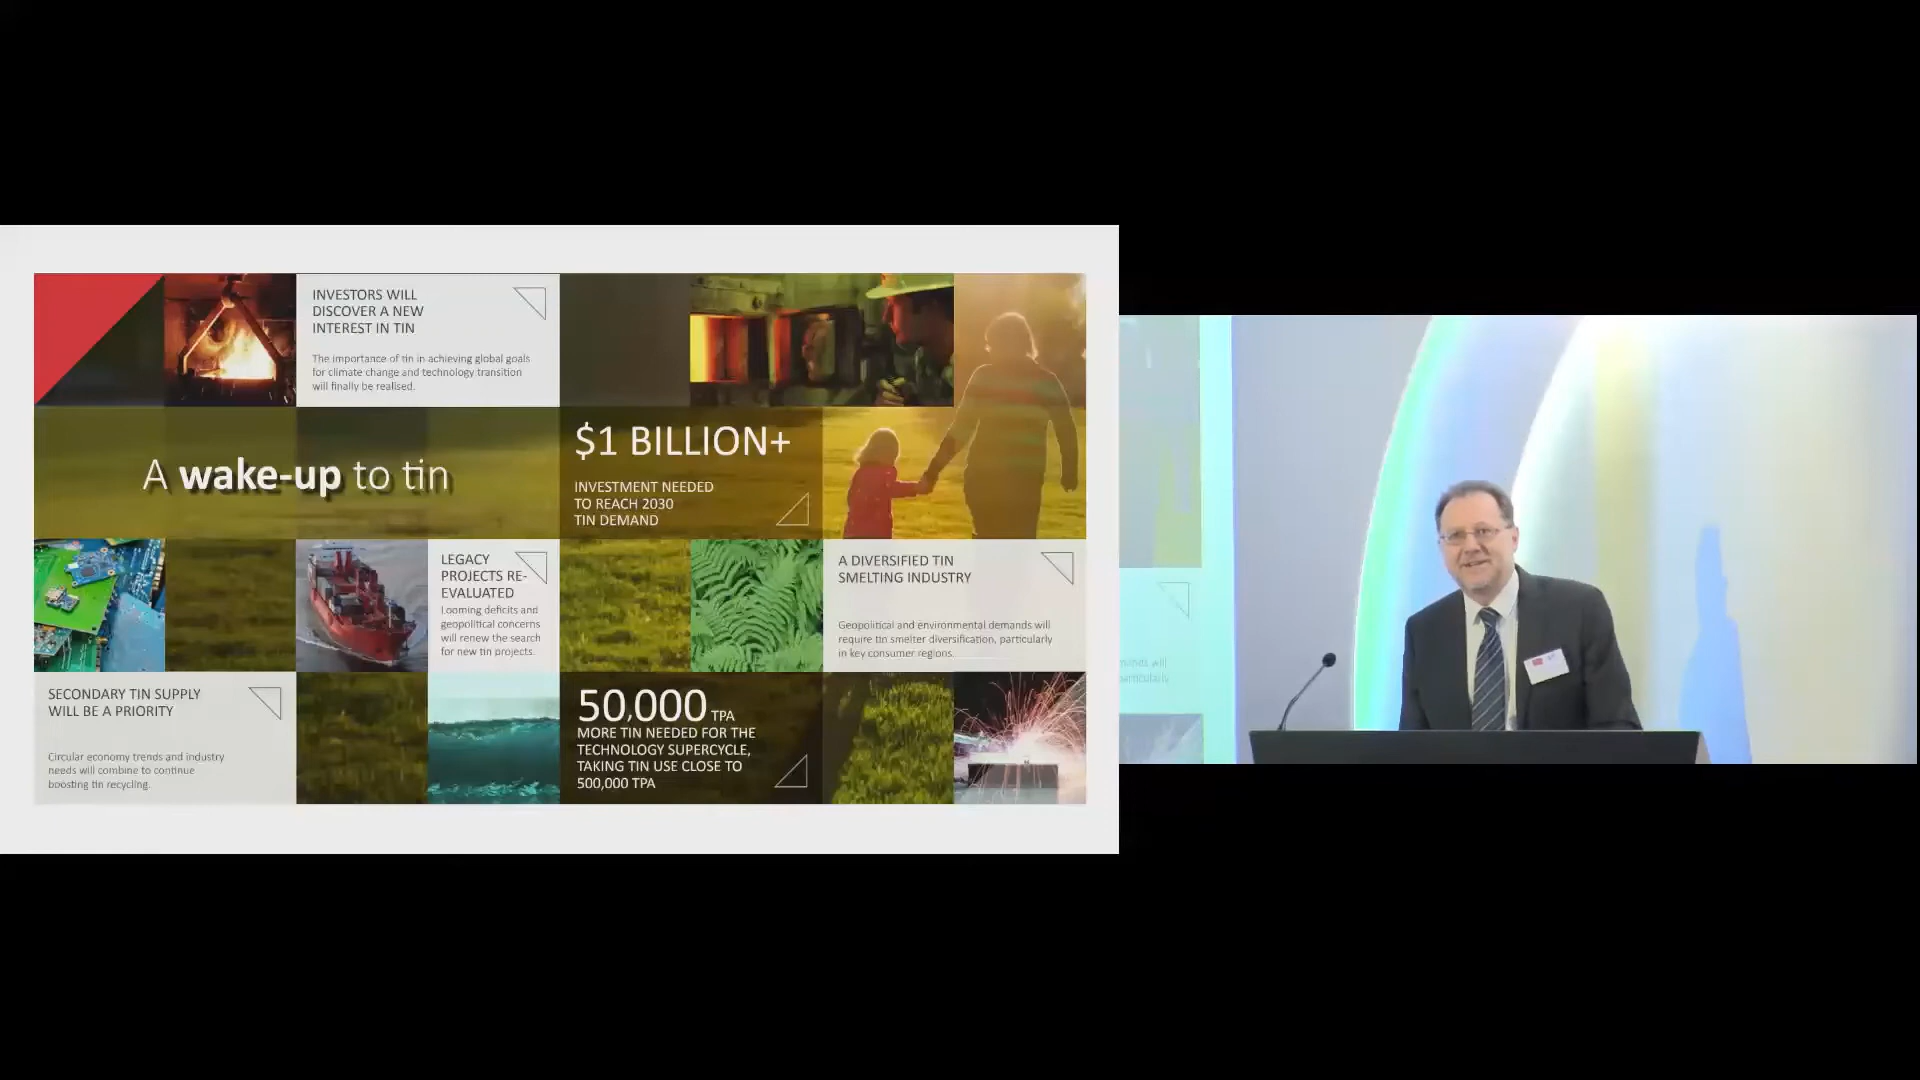 INVESTORS WILL
DISCOVER A NEW
INTEREST IN TIN
The importance of tin in achieving global goals
for climate change and technology transition
will finally be realised.
A wake-up to tin
$1 BILLION+
INVESTMENT NEEDED
TO REACH 2030
TIN DEMAND
LEGACY
PROJECTS RE-
EVALUATED
Looming deficits and
geopolitical concerns
will renew the search
for new tin projects.
A DIVERSIFIED TIN
SMELTING INDUSTRY
Geopolitical and environmental demands will
require tin smelter diversification, particularly
in key consumer regions.
SECONDARY TIN SUPPLY
WILL BE A PRIORITY
Circular economy trends and industry
needs will combine to continue
boosting tin recycling.
50,000 TPA
MORE TIN NEEDED FOR THE
TECHNOLOGY SUPERCYCLE,
TAKING TIN USE CLOSE TO
500,000 TPA
will
particularly